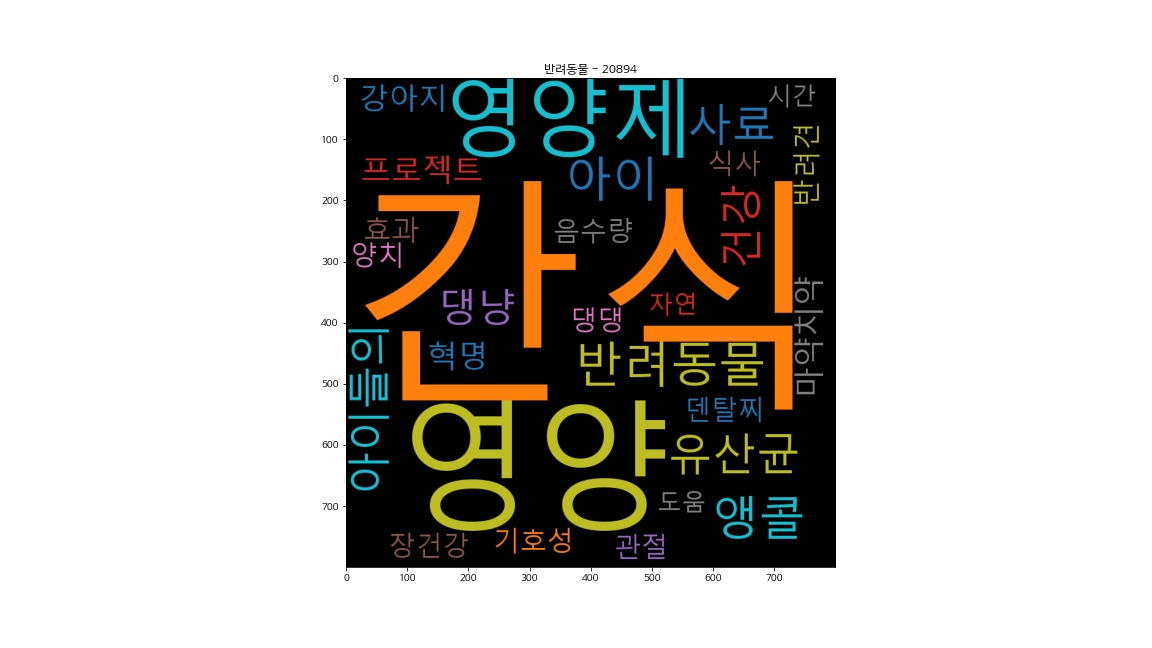 반려동물 - 20894
0
100
200
300
400
500
600
700
강아지
영양제
사료
시간
반려견
프로젝트
아이
식사
건강
간식
효과
음수량
양치
댕냥
댕댕
자연
마약치약
혁명
반려동물
아이들의
덴탈찌
영양
유산균
도움
앵콜
장건강
기호성
관절
0
100
200
300
400
500
600
700